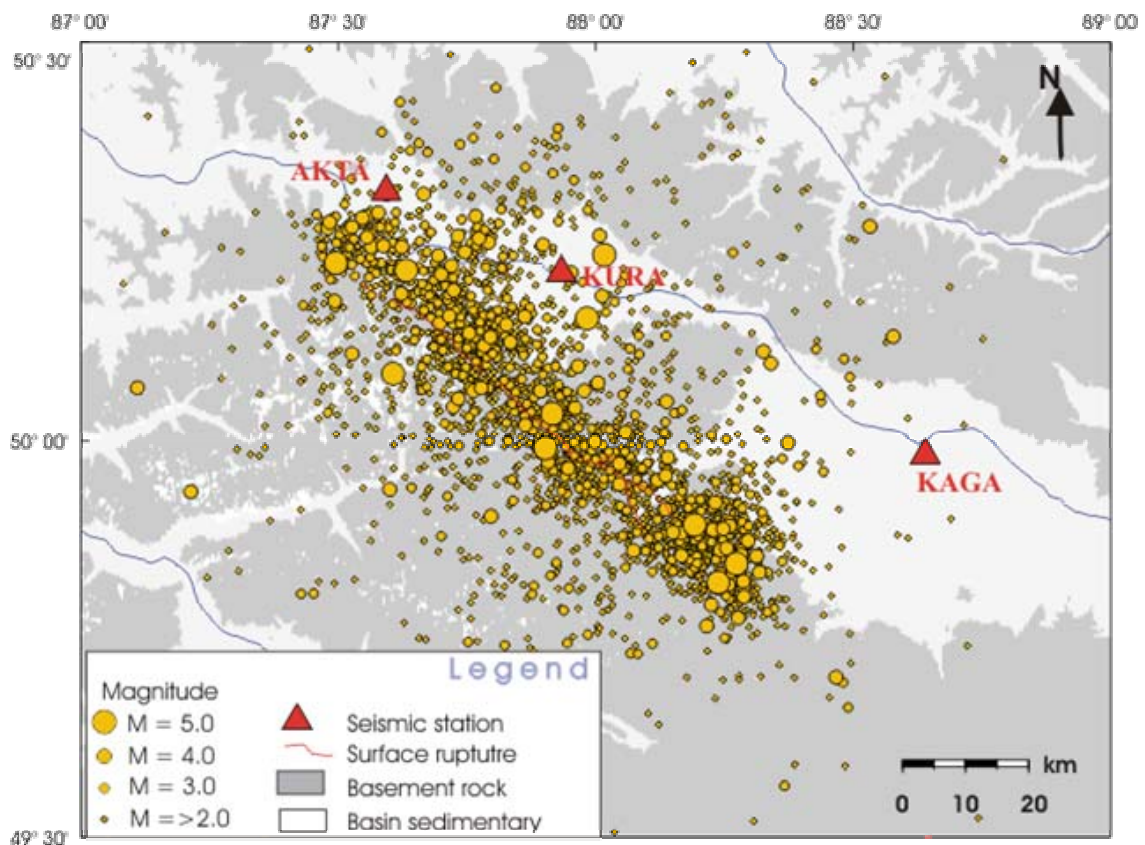 87° 00' 87° 30' 88° 00' 88° 30' 89° 00'
50° 30'
N
AKTA
KURA
50° 00'
KAGA
Legend
Magnitude
M = 5.0 Seismic station
M = 4.0 Surface ruptutre
M = 3.0 Basement rock
M =>2.0 Basin sedimentary
km
0 10 20
49° 30'